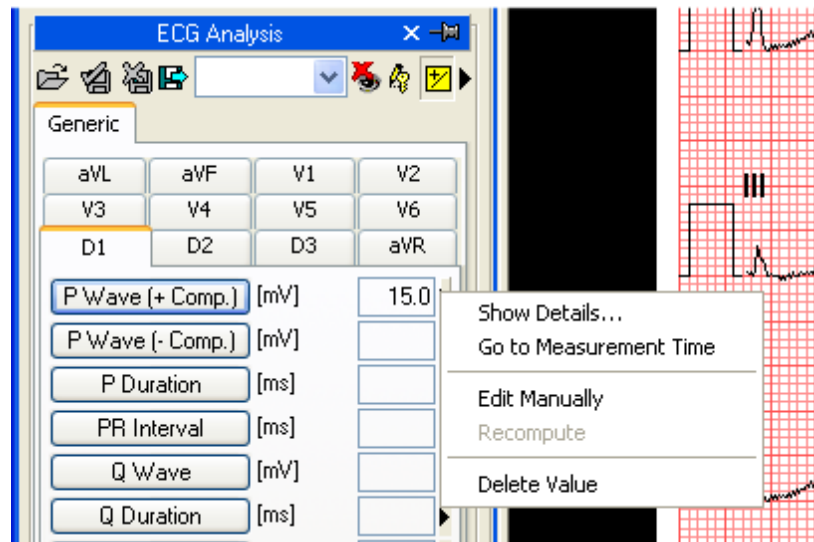 ECG Analysis
Generic
aVL aVF V1 V2
V3 V4 V5 V6
D1 D2 D3 aVR
P Wave (+ Comp.) [mV] 15.0
P Wave (- Comp.) [mV]
P Duration [ms]
PR Interval [ms]
Q Wave [mV]
Q Duration [ms]
Show Details...
Go to Measurement Time
Edit Manually
Recompute
Delete Value
III